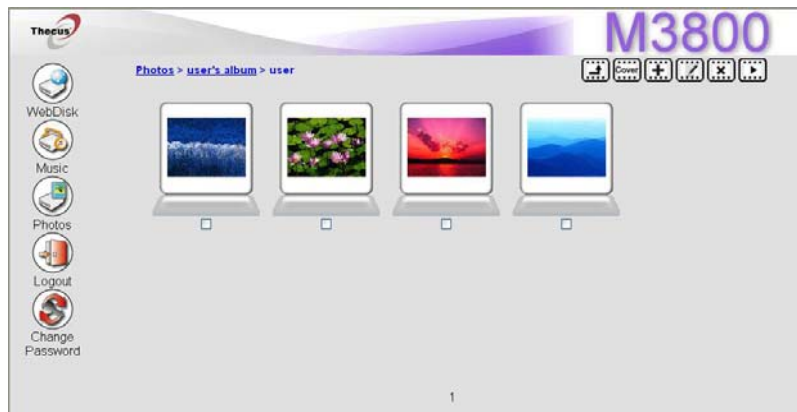 Thecus
M3800
Photos > user's album > user
Cover
WebDisk
Music
Photos
Logout
Change
Password
1